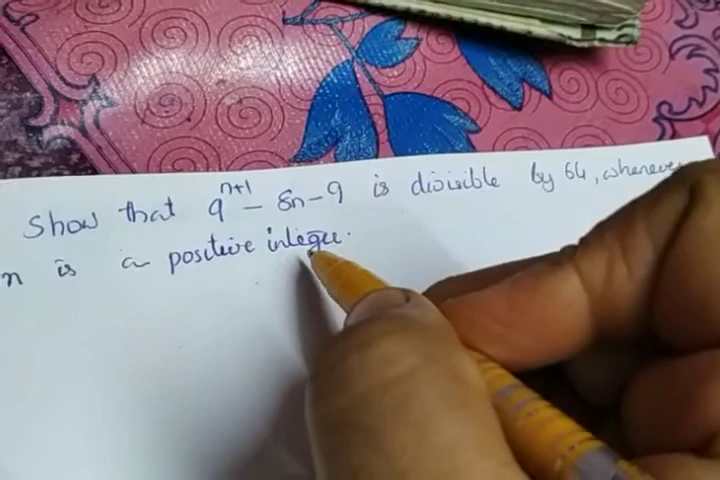 Show that 9^{n+1} - 8n - 9 is divisible by 64, whenever
n is a positive integer.